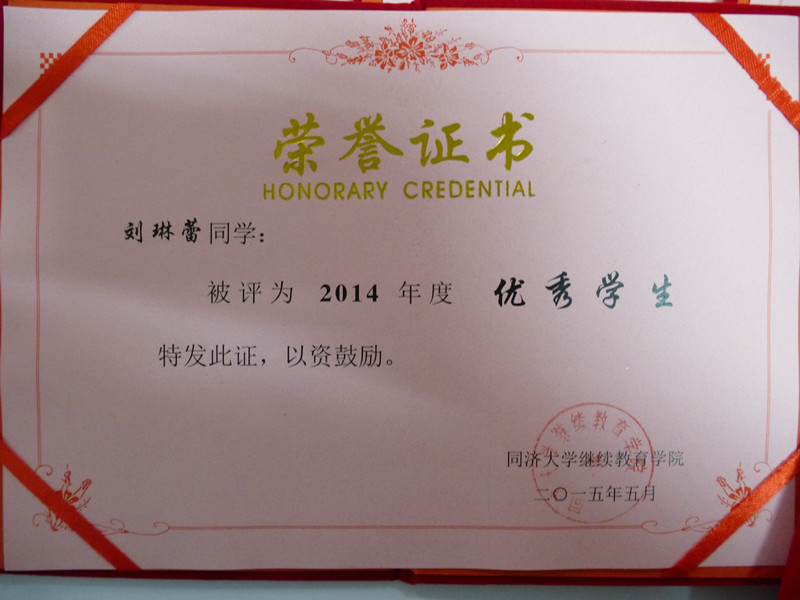 荣誉证书
HONORARY CREDENTIAL
刘琳蕾同学：
被评为 2014 年度 优秀学生
特发此证，以资鼓励。
同济大学继续教育学院
二〇一五年五月